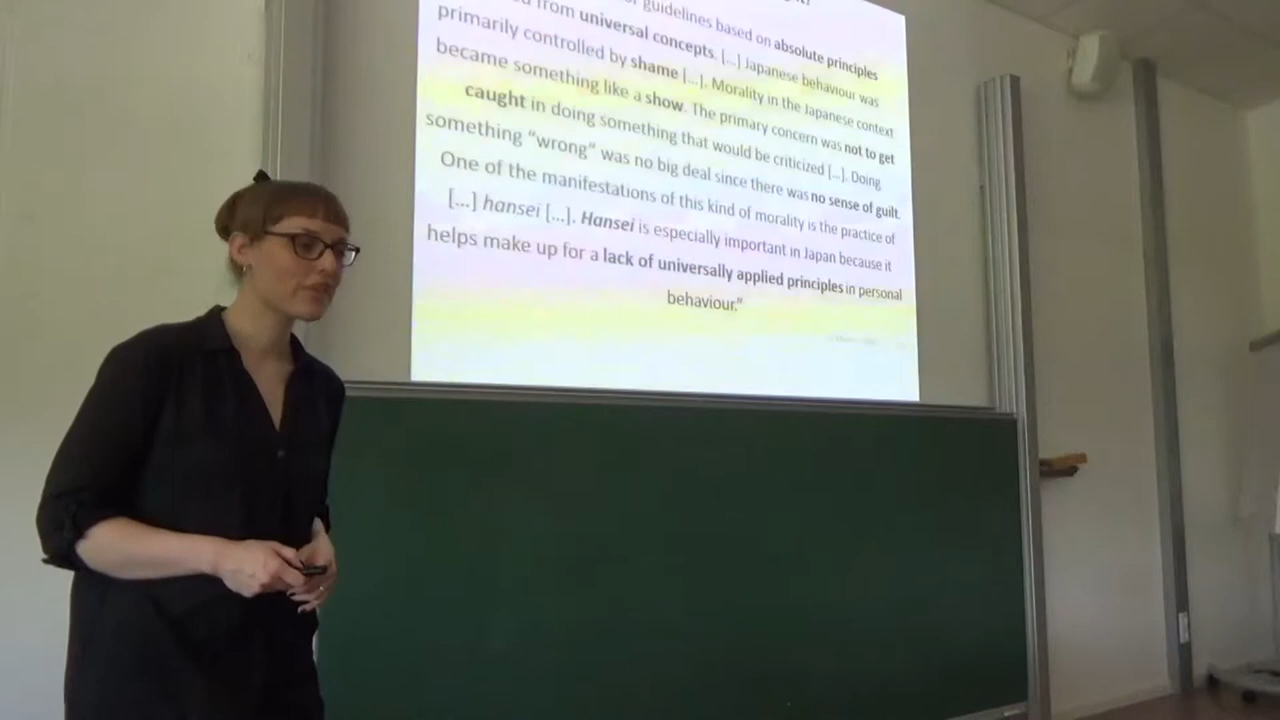 guidelines based on absolute principles
from universal concepts. [...] Japanese behaviour was
primarily controlled by shame [...]. Morality in the Japanese context
became something like a show. The primary concern was not to get
caught in doing something that would be criticized [...]. Doing
something "wrong" was no big deal since there was no sense of guilt.
One of the manifestations of this kind of morality is the practice of
[...] hansei [...]. Hansei is especially important in Japan because it
helps make up for a lack of universally applied principles in personal
behaviour."